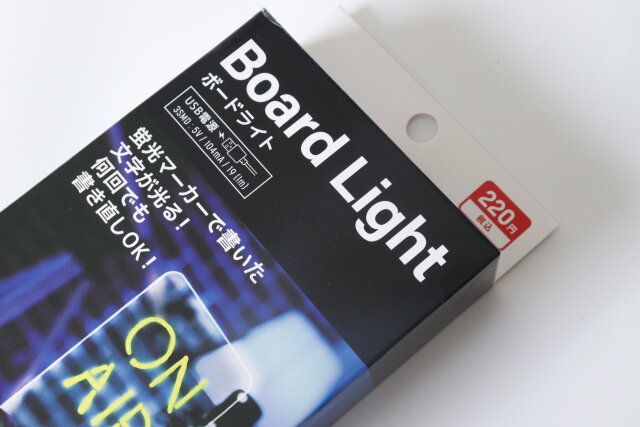 Board Light
ボードライト
USB電源
3SMD : 5V / 104mA / 19 (lm)
蛍光マーカーで書いた
文字が光る!
何回でも
書き直しOK!
220円
税込
ON
AIR